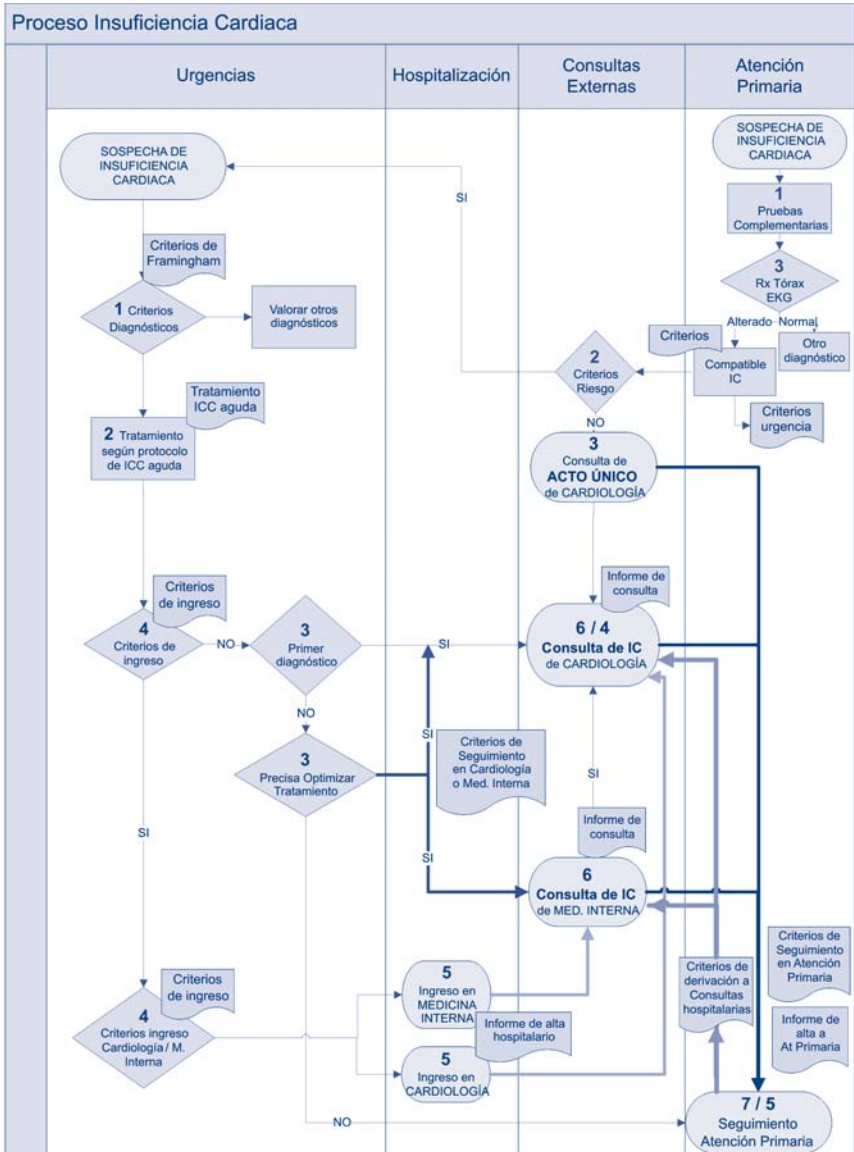 Proceso Insuficiencia Cardiaca
Urgencias
Hospitalización
Consultas
Externas
Atención
Primaria
SOSPECHA DE
INSUFICIENCIA
CARDIACA
SOSPECHA DE
INSUFICIENCIA
CARDIACA
SI
1
Pruebas
Complementarias
Criterios de
Framingham
3
Rx Tórax
EKG
1 Criterios
Diagnósticos
Valorar otros
diagnósticos
Alterado
Normal
Criterios
Otro
diagnóstico
2
Criterios
Riesgo
Compatible
IC
Tratamiento
ICC aguda
Criterios
urgencia
NO
2 Tratamiento
según protocolo
de ICC aguda
3
Consulta de
ACTO ÚNICO
de CARDIOLOGÍA
Informe de
consulta
Criterios
de ingreso
4
Criterios de
ingreso
NO
3
Primer
diagnóstico
SI
6 / 4
Consulta de IC
de CARDIOLOGÍA
NO
SI
Criterios de
Seguimiento
en Cardiología
o Med. Interna
3
Precisa Optimizar
Tratamiento
SI
SI
SI
Informe de
consulta
6
Consulta de IC
de MED. INTERNA
Criterios de
Seguimiento
en Atención
Primaria
Criterios de
derivación a
Consultas
hospitalarias
Criterios
de ingreso
5
Ingreso en
MEDICINA
INTERNA
4
Criterios ingreso
Cardiología / M.
Interna
Informe de alta
hospitalario
Informe de
alta a
At Primaria
5
Ingreso en
CARDIOLOGÍA
NO
7 / 5
Seguimiento
Atención Primaria